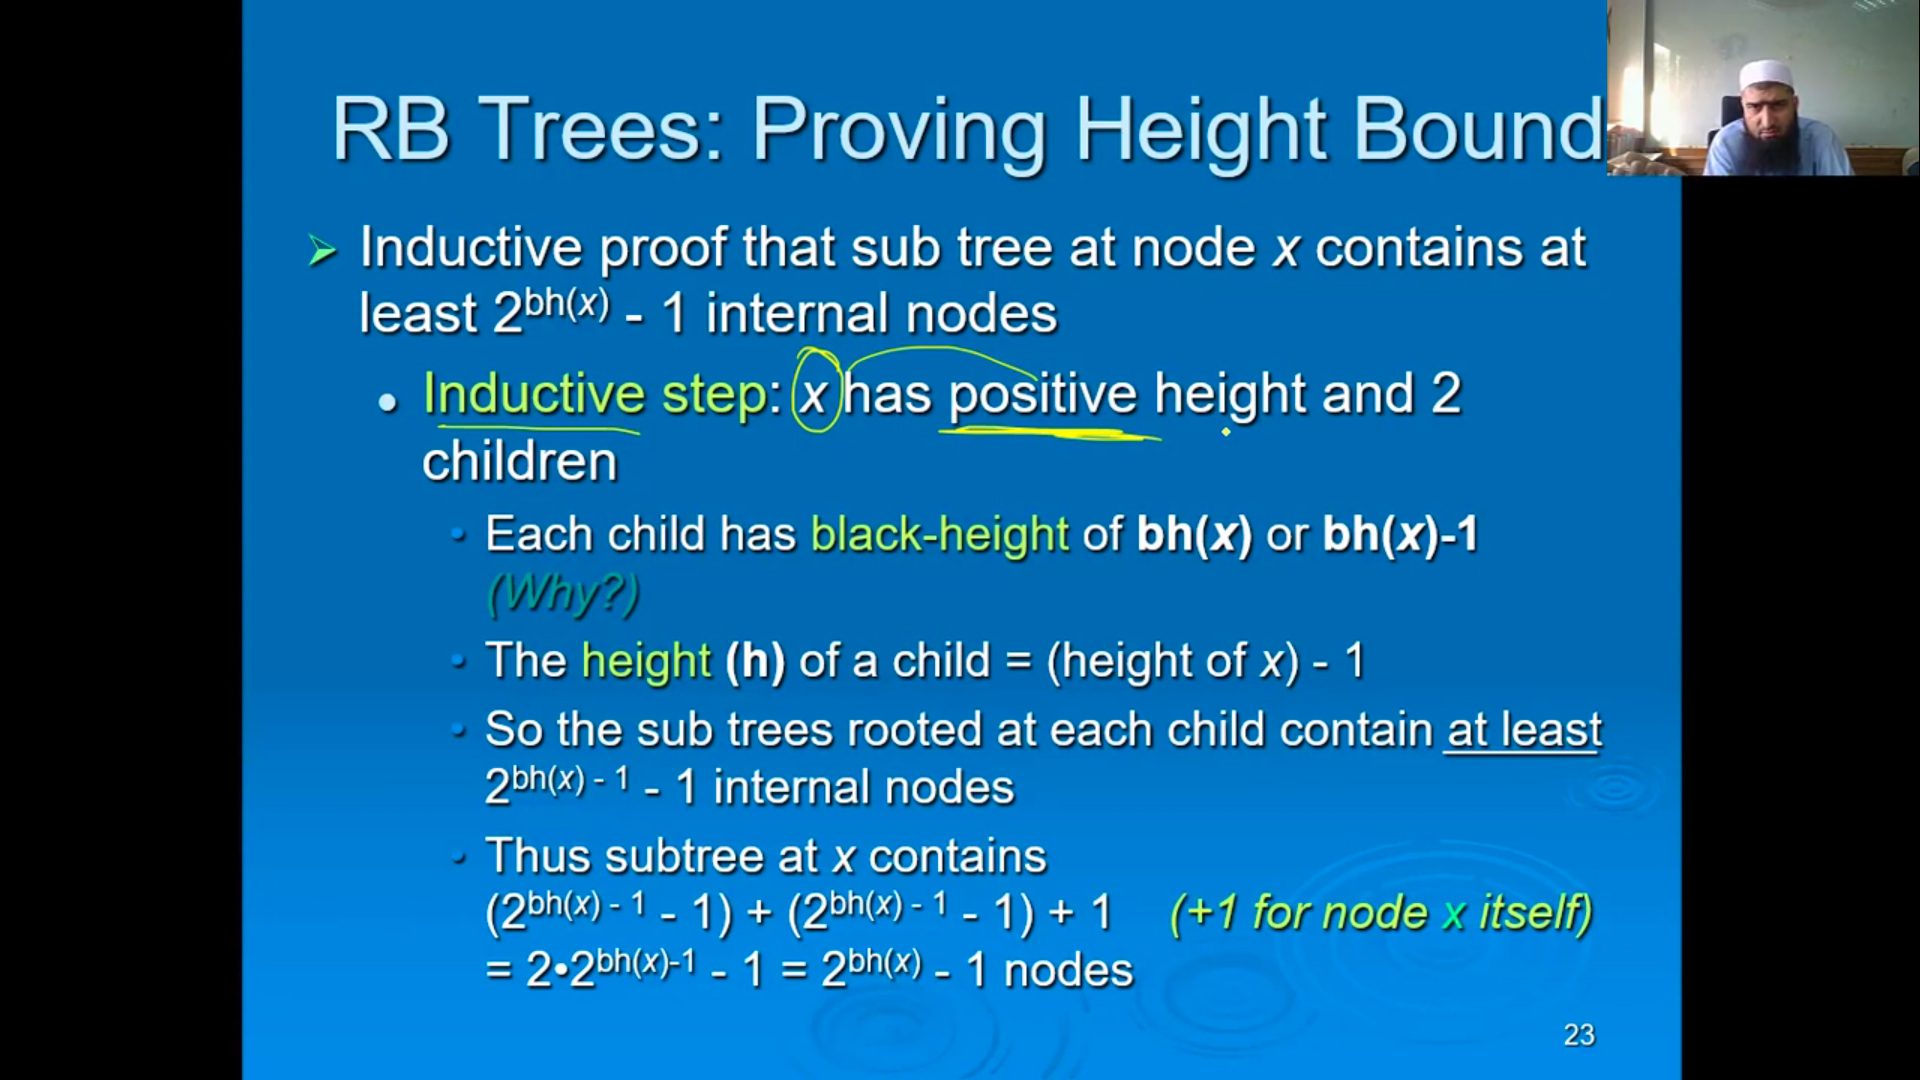 RB Trees: Proving Height Bound
➢ Inductive proof that sub tree at node x contains at
least 2^bh(x) - 1 internal nodes
• Inductive step: x has positive height and 2
children
• Each child has black-height of bh(x) or bh(x)-1
(Why?)
• The height (h) of a child = (height of x) - 1
• So the sub trees rooted at each child contain at least
2^bh(x) - 1 - 1 internal nodes
• Thus subtree at x contains
(2^bh(x) - 1 - 1) + (2^bh(x) - 1 - 1) + 1 (+1 for node x itself)
= 2•2^bh(x)-1 - 1 = 2^bh(x) - 1 nodes
23